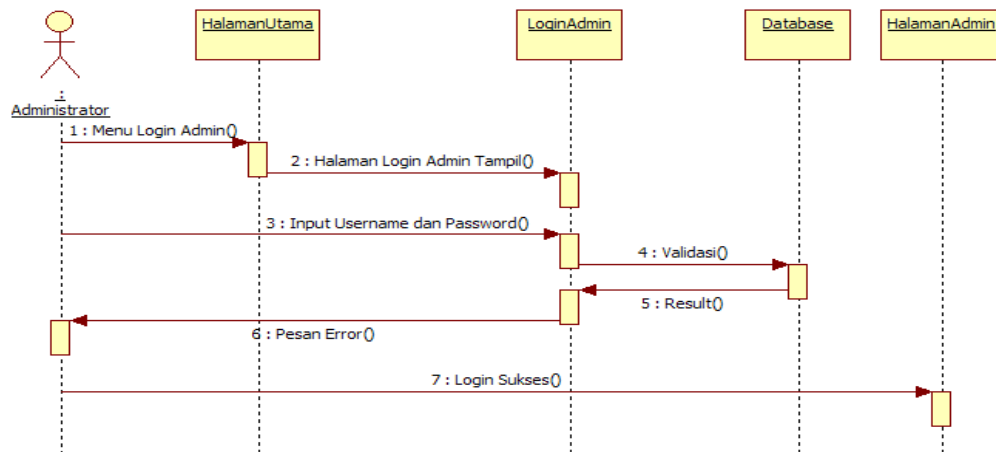 HalamanUtama
LoginAdmin
Database
HalamanAdmin
:
Administrator
1 : Menu Login Admin()
2 : Halaman Login Admin Tampil()
3 : Input Username dan Password()
4 : Validasi()
5 : Result()
6 : Pesan Error()
7 : Login Sukses()